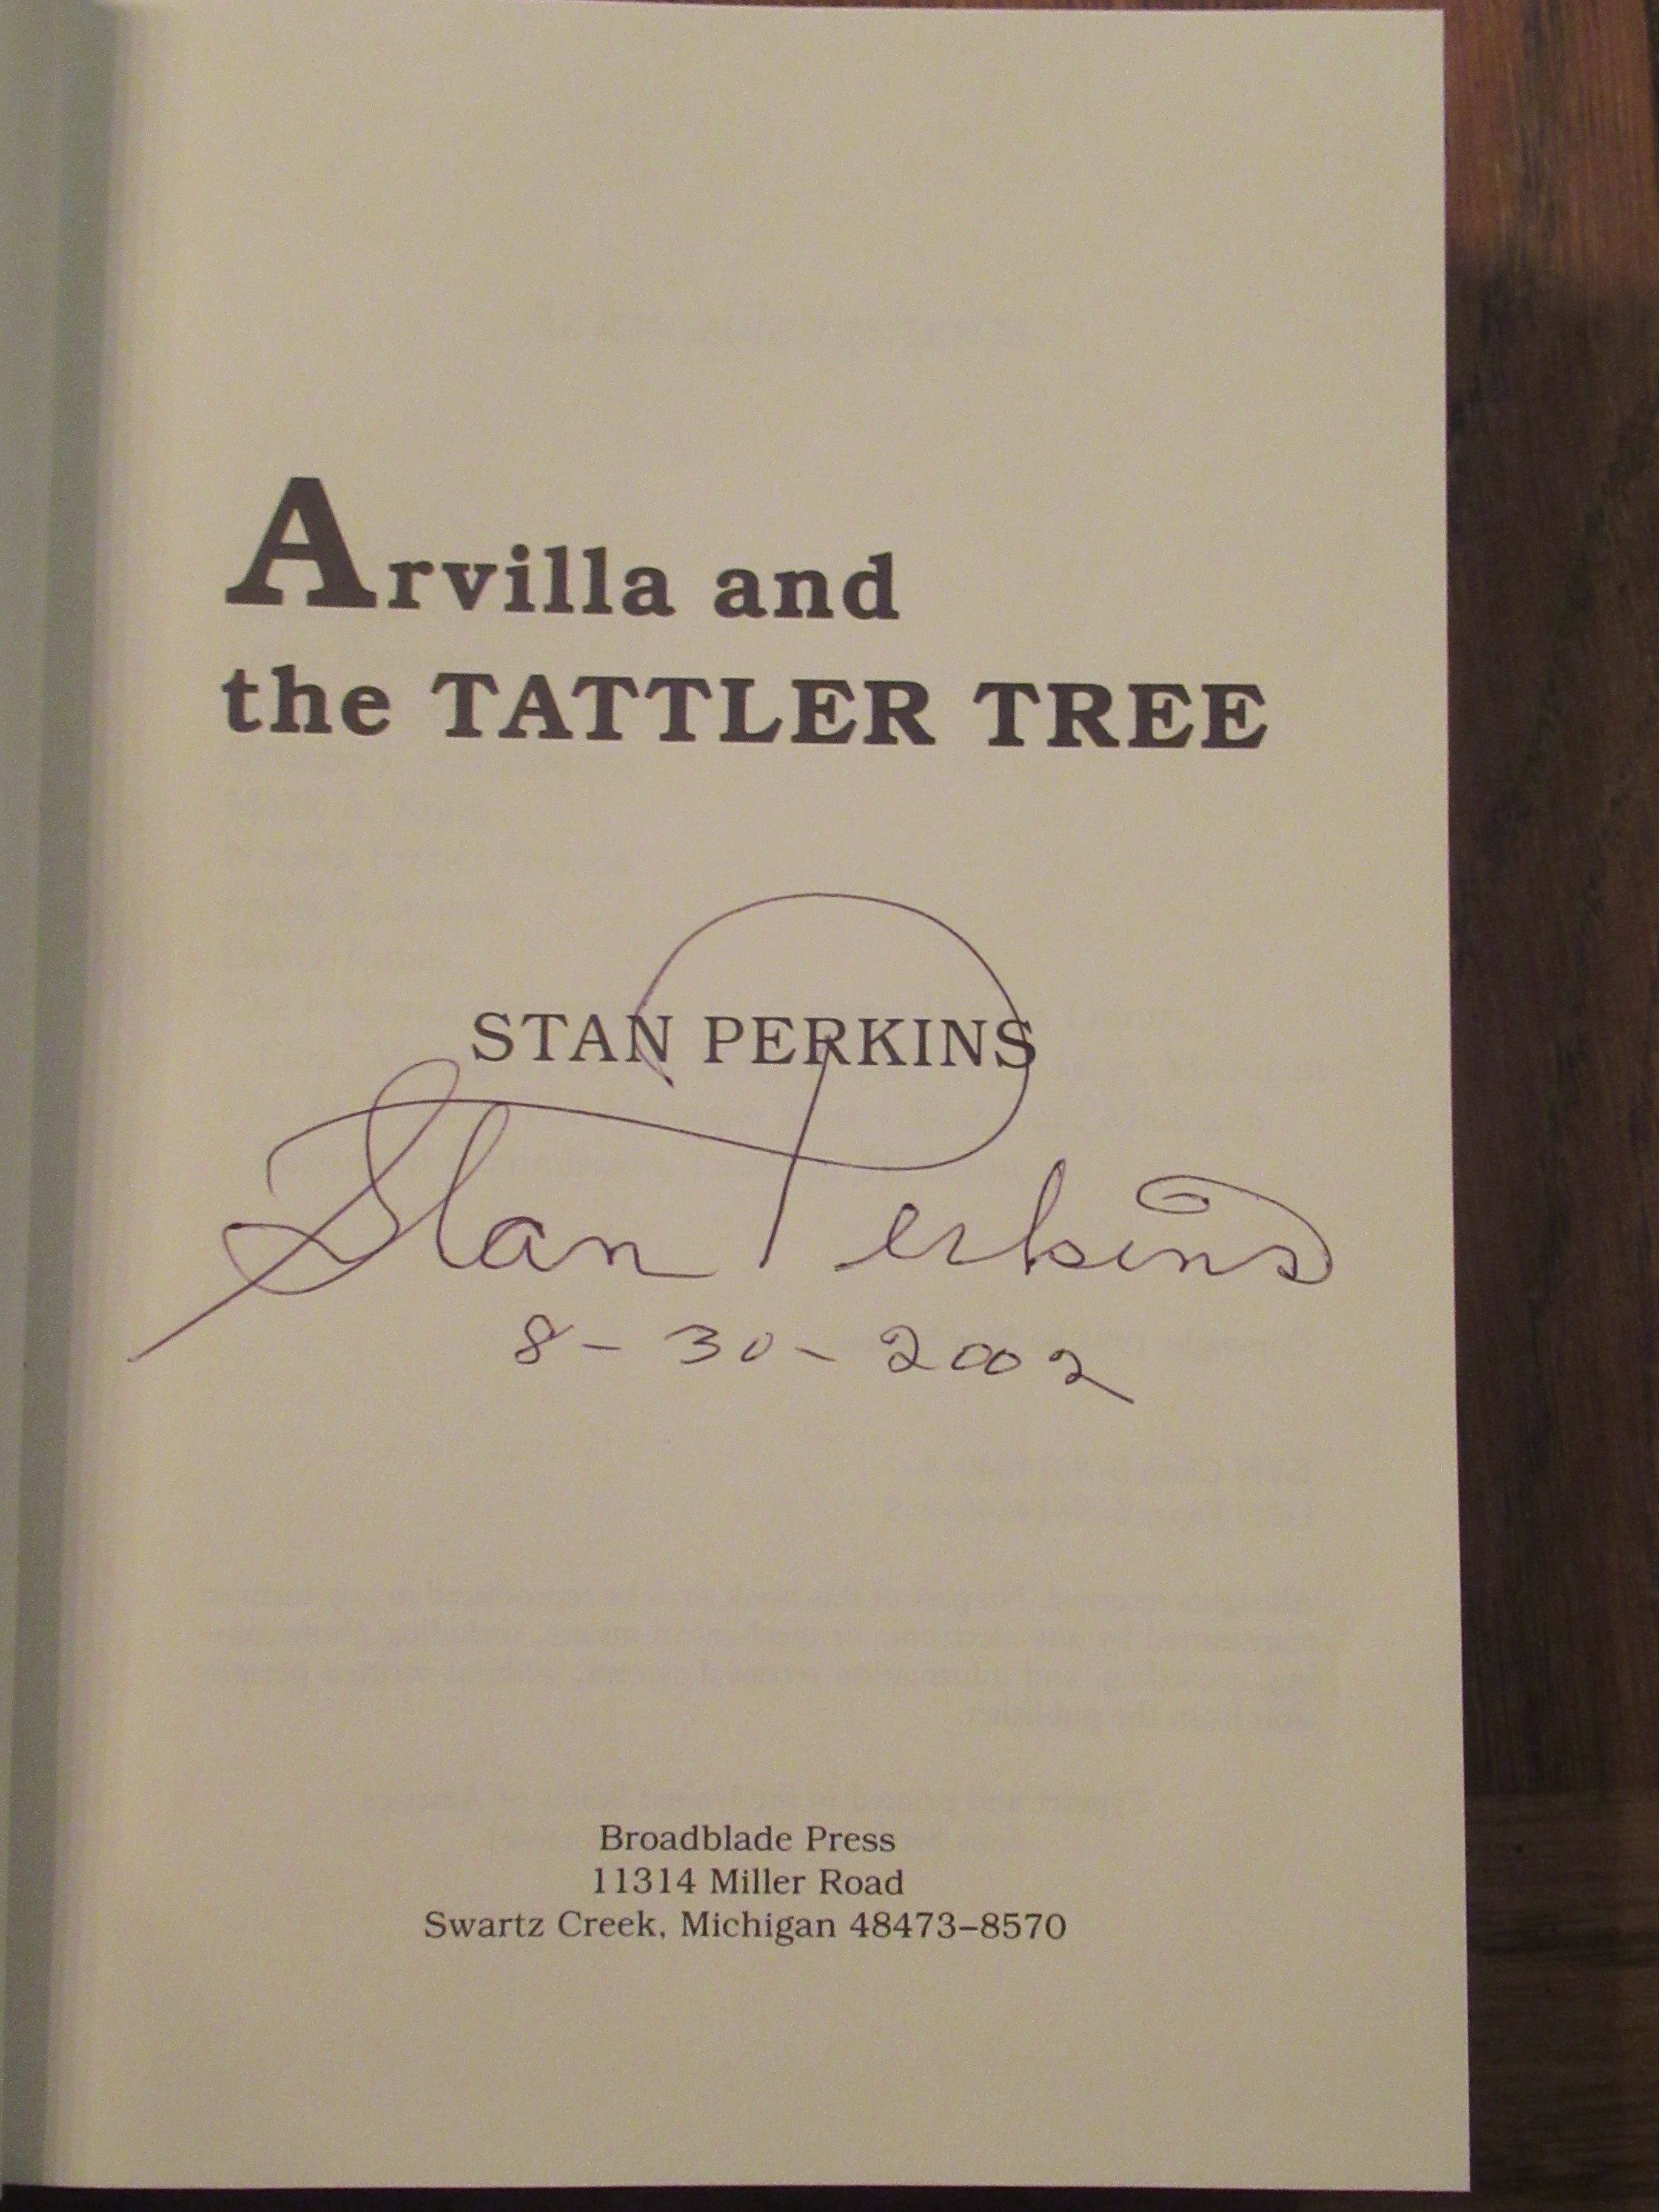 Arvilla and
the TATTLER TREE
STAN PERKINS
Stan Perkins
8-30-2002
Broadblade Press
11314 Miller Road
Swartz Creek, Michigan 48473–8570